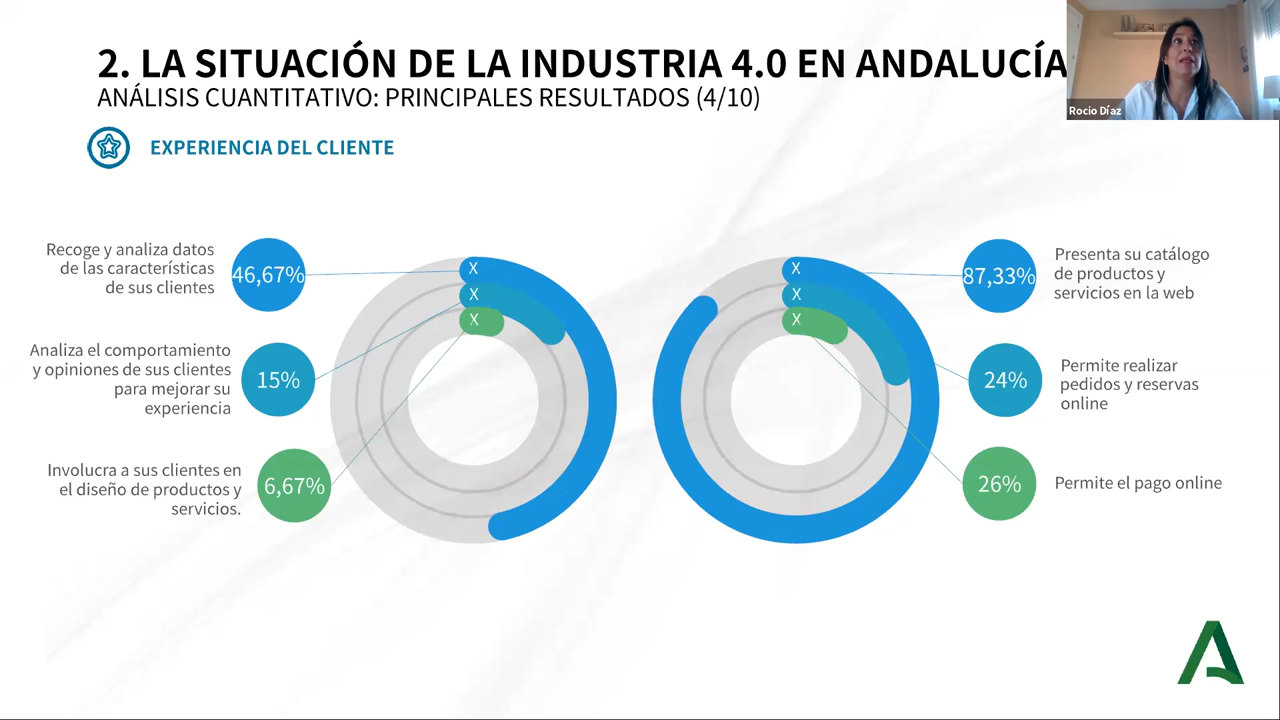 2. LA SITUACIÓN DE LA INDUSTRIA 4.0 EN ANDALUCÍA
ANÁLISIS CUANTITATIVO: PRINCIPALES RESULTADOS (4/10)
Rocio Díaz
EXPERIENCIA DEL CLIENTE
Recoge y analiza datos
de las características
de sus clientes
46,67%
Analiza el comportamiento
y opiniones de sus clientes
para mejorar su
experiencia
15%
Involucra a sus clientes en
el diseño de productos y
servicios.
6,67%
X
X
X
X
X
X
87,33%
Presenta su catálogo
de productos y
servicios en la web
24%
Permite realizar
pedidos y reservas
online
26%
Permite el pago online